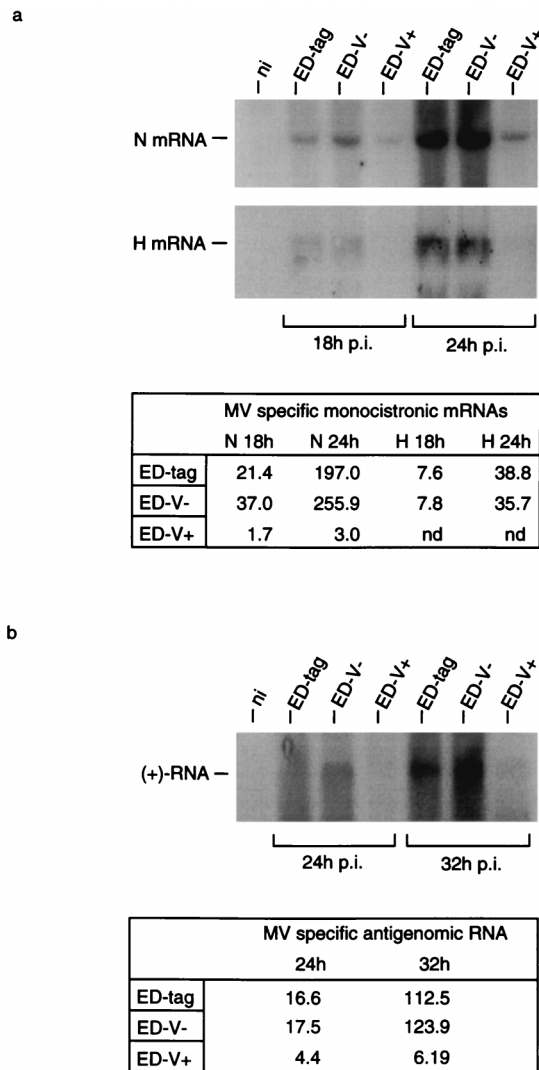 a
ni ED-tag ED-V- ED-V+ ED-tag ED-V- ED-V+
N mRNA
H mRNA
18h p.i. 24h p.i.
MV specific monocistronic mRNAs
N 18h N 24h H 18h H 24h
ED-tag 21.4 197.0 7.6 38.8
ED-V- 37.0 255.9 7.8 35.7
ED-V+ 1.7 3.0 nd nd
b
ni ED-tag ED-V- ED-V+ ED-tag ED-V- ED-V+
(+)-RNA
24h p.i. 32h p.i.
MV specific antigenomic RNA
24h 32h
ED-tag 16.6 112.5
ED-V- 17.5 123.9
ED-V+ 4.4 6.19